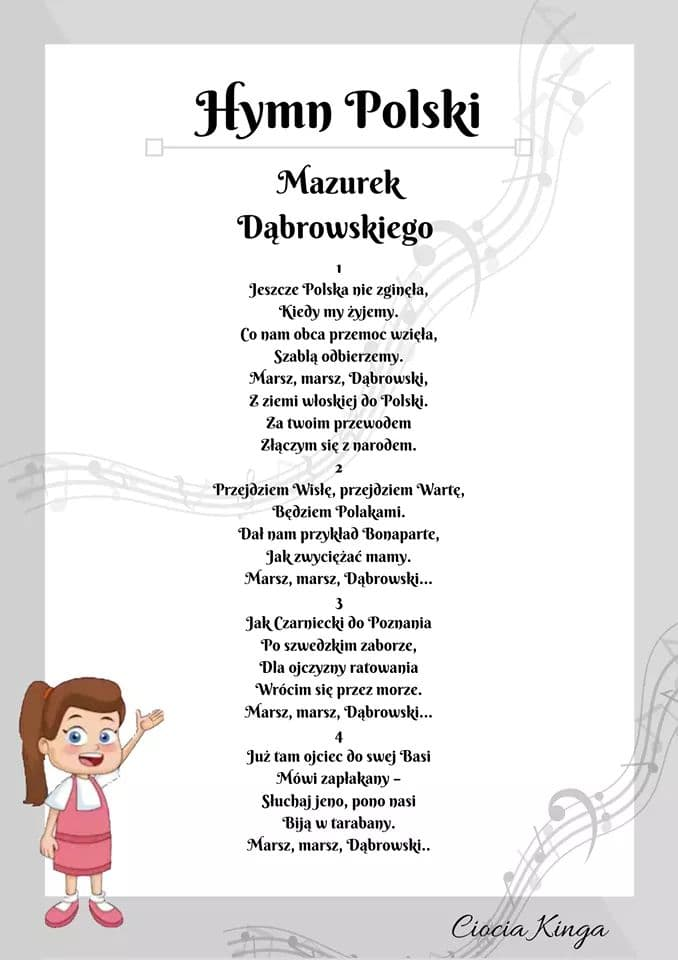 Hymn Polski
Mazurek
Dąbrowskiego
1
Jeszcze Polska nie zginęła,
Kiedy my żyjemy.
Co nam obca przemoc wzięła,
Szablą odbierzemy.
Marsz, marsz, Dąbrowski,
Z ziemi włoskiej do Polski.
Za twoim przewodem
Złączym się z narodem.
2
Przejdziem Wisłę, przejdziem Wartę,
Będziem Polakami.
Dał nam przykład Bonaparte,
Jak zwyciężać mamy.
Marsz, marsz, Dąbrowski...
3
Jak Czarniecki do Poznania
Po szwedzkim zaborze,
Dla ojczyzny ratowania
Wrócim się przez morze.
Marsz, marsz, Dąbrowski...
4
Już tam ojciec do swej Basi
Mówi zapłakany –
Słuchaj jeno, pono nasi
Biją w tarabany.
Marsz, marsz, Dąbrowski..
Ciocia Kinga